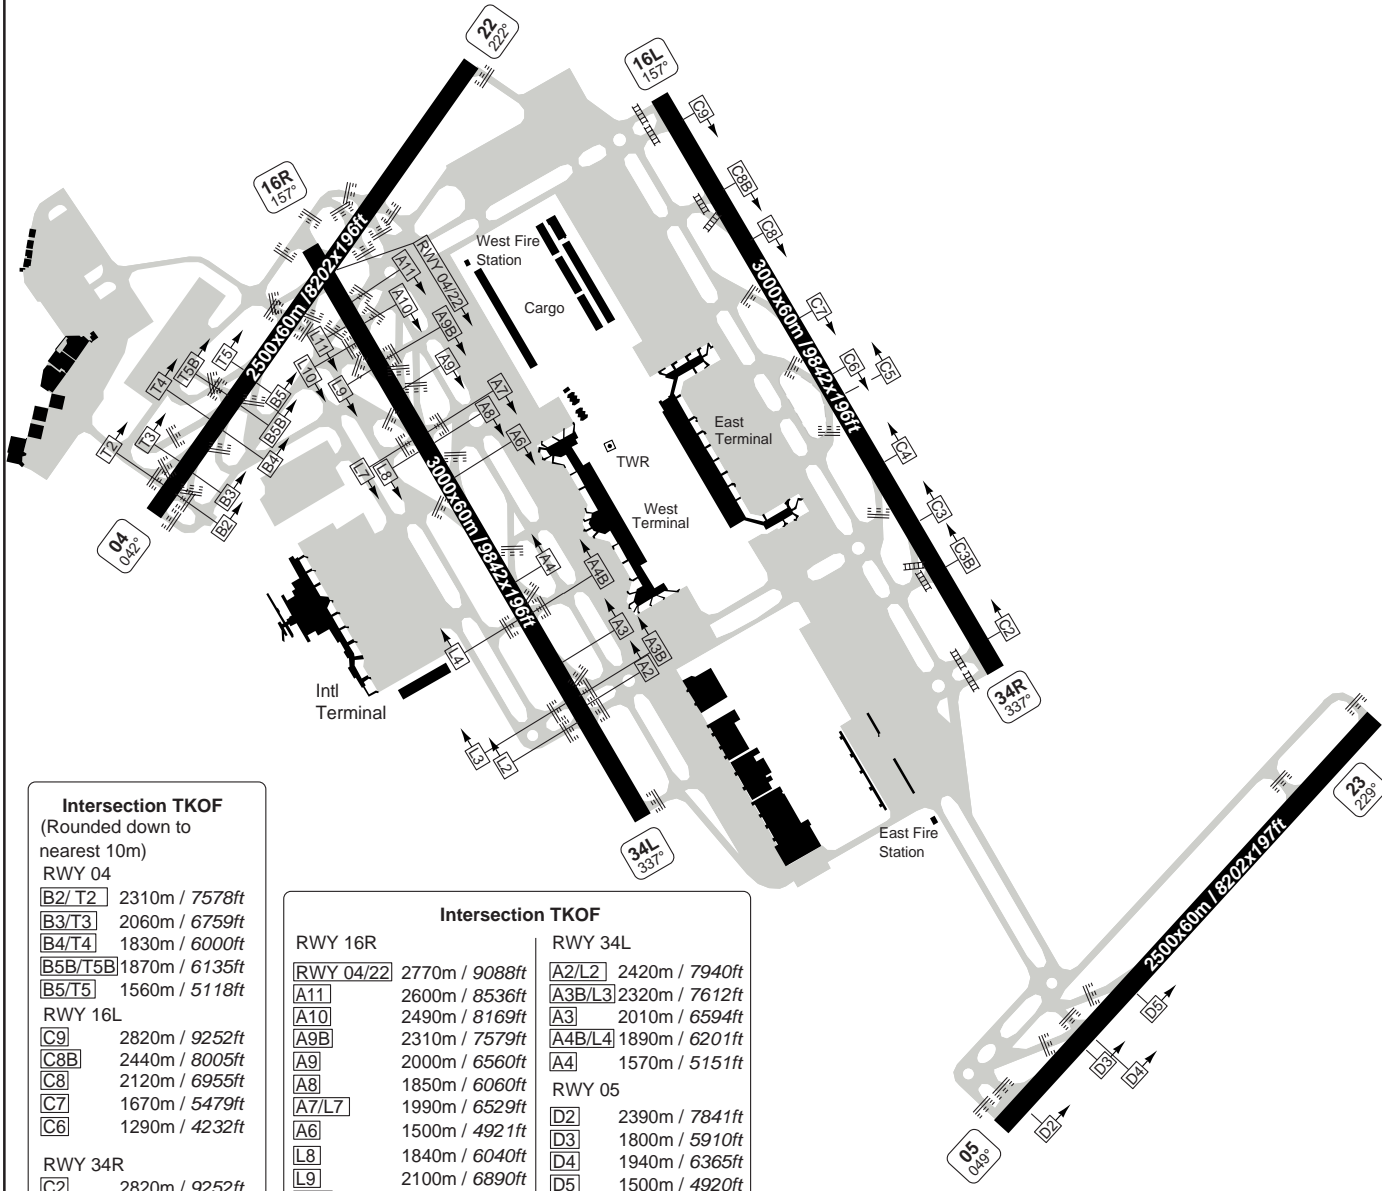 22
222°
16L
157°
C9
16R
157°
C8B
C8
2500x60m /8202x196ft
RWY 04/22
A11
A10
A9B
A9
West Fire
Station
Cargo
3000x60m /9842x196ft
C7
C6
C5
T5
T5B
T4
T3
T2
L11
L10
L9
B5
B5B
B4
B3
B2
A7
A8
A6
L7
L8
East
Terminal
TWR
West
Terminal
C4
C3
C3B
C2
04
042°
3000x60m /9842x196ft
A4
A4B
A3
A3B
A2
L4
L3
L2
Intl
Terminal
34R
337°
34L
337°
East Fire
Station
23
229°
2500x60m / 8202x197ft
D5
D3
D4
D2
05
049°
Intersection TKOF
(Rounded down to
nearest 10m)
RWY 04
B2/ T2 2310m / 7578ft
B3/T3 2060m / 6759ft
B4/T4 1830m / 6000ft
B5B/T5B 1870m / 6135ft
B5/T5 1560m / 5118ft
RWY 16L
C9 2820m / 9252ft
C8B 2440m / 8005ft
C8 2120m / 6955ft
C7 1670m / 5479ft
C6 1290m / 4232ft
RWY 34R
C2 2820m / 9252ft
Intersection TKOF
RWY 16R
RWY 04/22 2770m / 9088ft
A11 2600m / 8536ft
A10 2490m / 8169ft
A9B 2310m / 7579ft
A9 2000m / 6560ft
A8 1850m / 6060ft
A7/L7 1990m / 6529ft
A6 1500m / 4921ft
L8 1840m / 6040ft
L9 2100m / 6890ft
RWY 34L
A2/L2 2420m / 7940ft
A3B/L3 2320m / 7612ft
A3 2010m / 6594ft
A4B/L4 1890m / 6201ft
A4 1570m / 5151ft
RWY 05
D2 2390m / 7841ft
D3 1800m / 5910ft
D4 1940m / 6365ft
D5 1500m / 4920ft